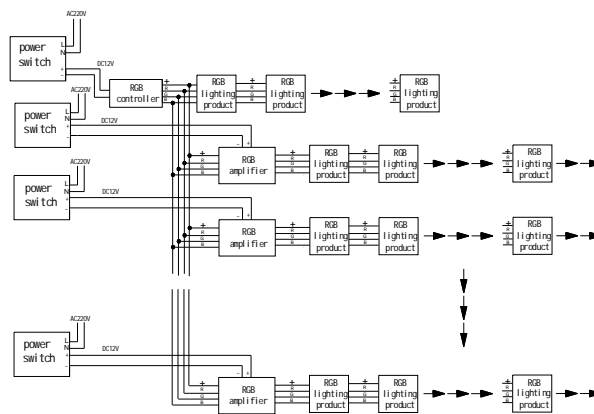 AC220V
power
switch
L
N
+
-
DC12V
RGB
controller
+
R
G
B
RGB
lighting
product
+
R
G
B
RGB
lighting
product
+
R
G
B
RGB
lighting
product
AC220V
power
switch
L
N
+
-
DC12V
- +
+
R
G
B
RGB
amplifier
+
R
G
B
RGB
lighting
product
+
R
G
B
RGB
lighting
product
+
R
G
B
RGB
lighting
product
AC220V
power
switch
L
N
+
-
DC12V
- +
+
R
G
B
RGB
amplifier
+
R
G
B
RGB
lighting
product
+
R
G
B
RGB
lighting
product
+
R
G
B
RGB
lighting
product
AC220V
power
switch
L
N
+
-
DC12V
- +
+
R
G
B
RGB
amplifier
+
R
G
B
RGB
lighting
product
+
R
G
B
RGB
lighting
product
+
R
G
B
RGB
lighting
product